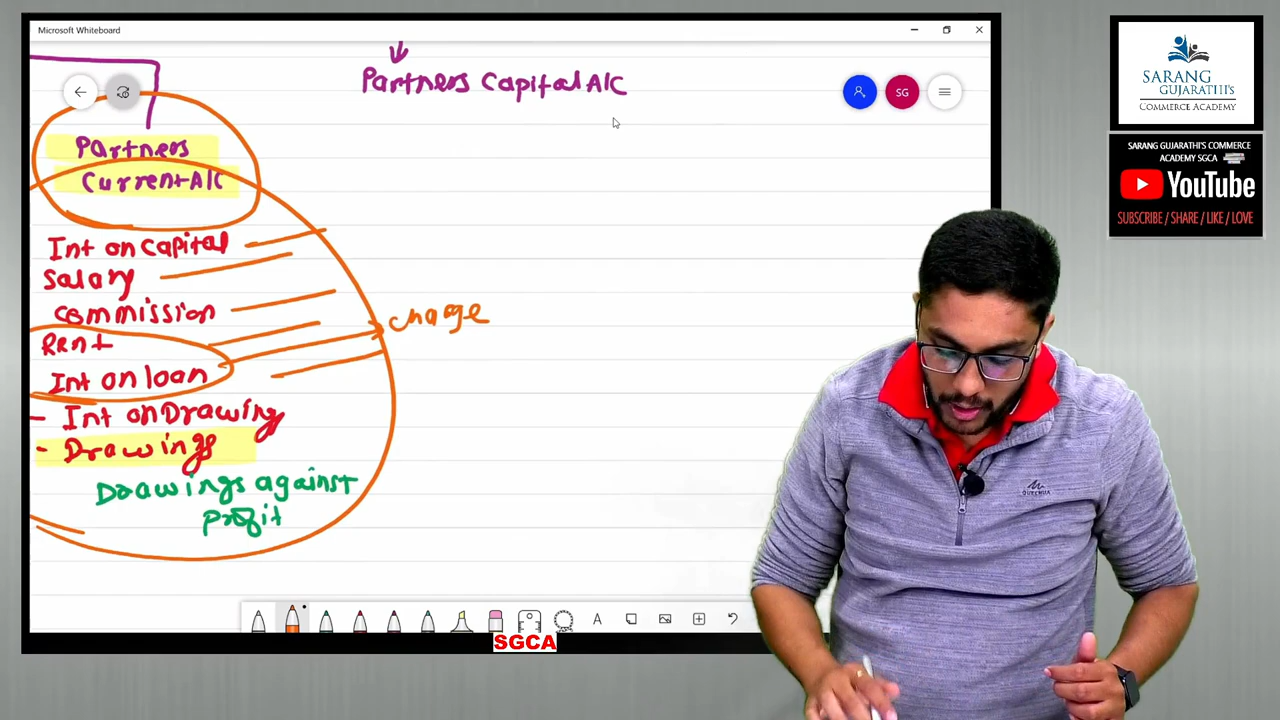 Microsoft Whiteboard
Partners Capital A/C
SG
Partners
Current A/C
Int on Capital
Salary
commission
Rent
Int on loan
charge
- Int on Drawing
- Drawings
Drawings against
profit
SGCA
SARANG
GUJARATHI'S
COMMERCE ACADEMY
SARANG GUJARATHI'S COMMERCE
ACADEMY SGCA
YouTube
SUBSCRIBE / SHARE / LIKE / LOVE
QUECHUA